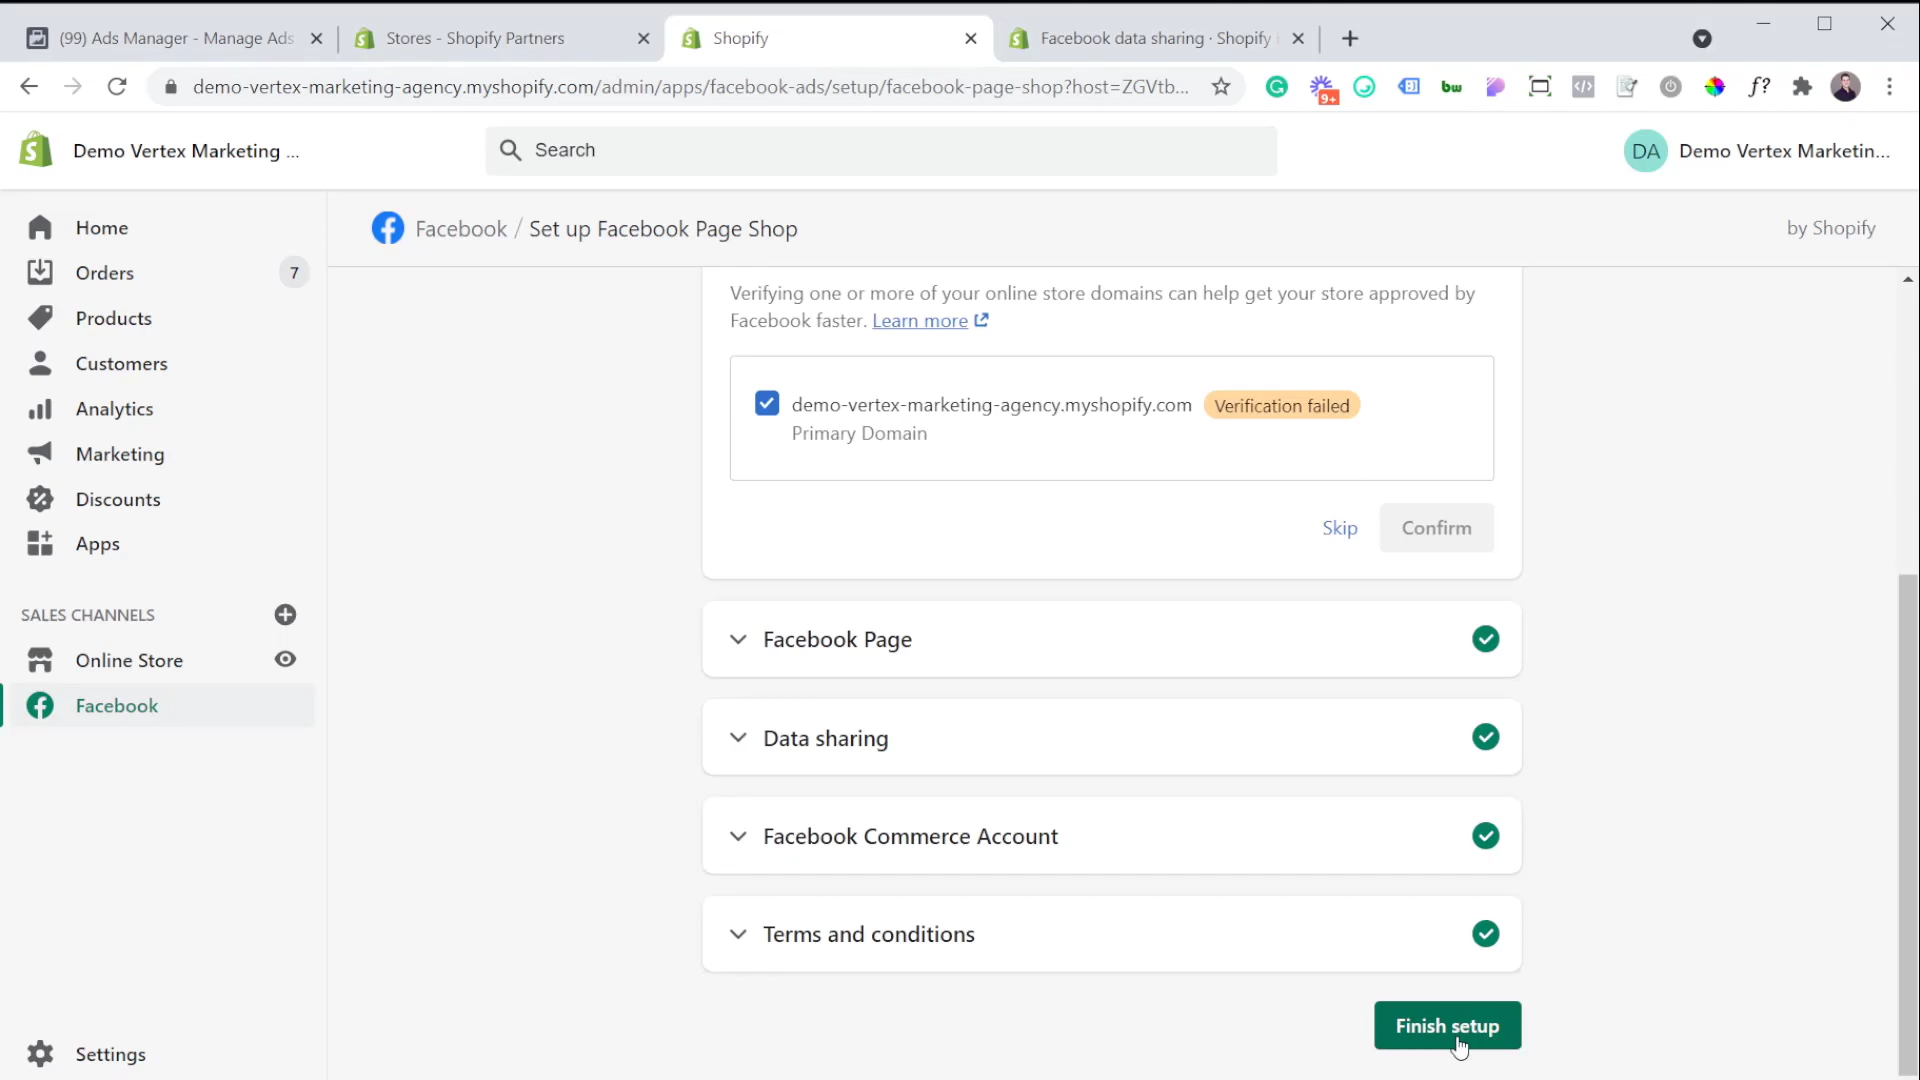 (99) Ads Manager - Manage Ads
Stores - Shopify Partners
Shopify
Facebook data sharing · Shopify
demo-vertex-marketing-agency.myshopify.com/admin/apps/facebook-ads/setup/facebook-page-shop?host=ZGVtb...
9+
bw
f?
Demo Vertex Marketing ...
Search
DA
Demo Vertex Marketin...
Home
Orders
7
Products
Customers
Analytics
Marketing
Discounts
Apps
SALES CHANNELS
Online Store
Facebook
Settings
Facebook / Set up Facebook Page Shop
by Shopify
Verifying one or more of your online store domains can help get your store approved by
Facebook faster. Learn more
demo-vertex-marketing-agency.myshopify.com
Verification failed
Primary Domain
Skip
Confirm
Facebook Page
Data sharing
Facebook Commerce Account
Terms and conditions
Finish setup